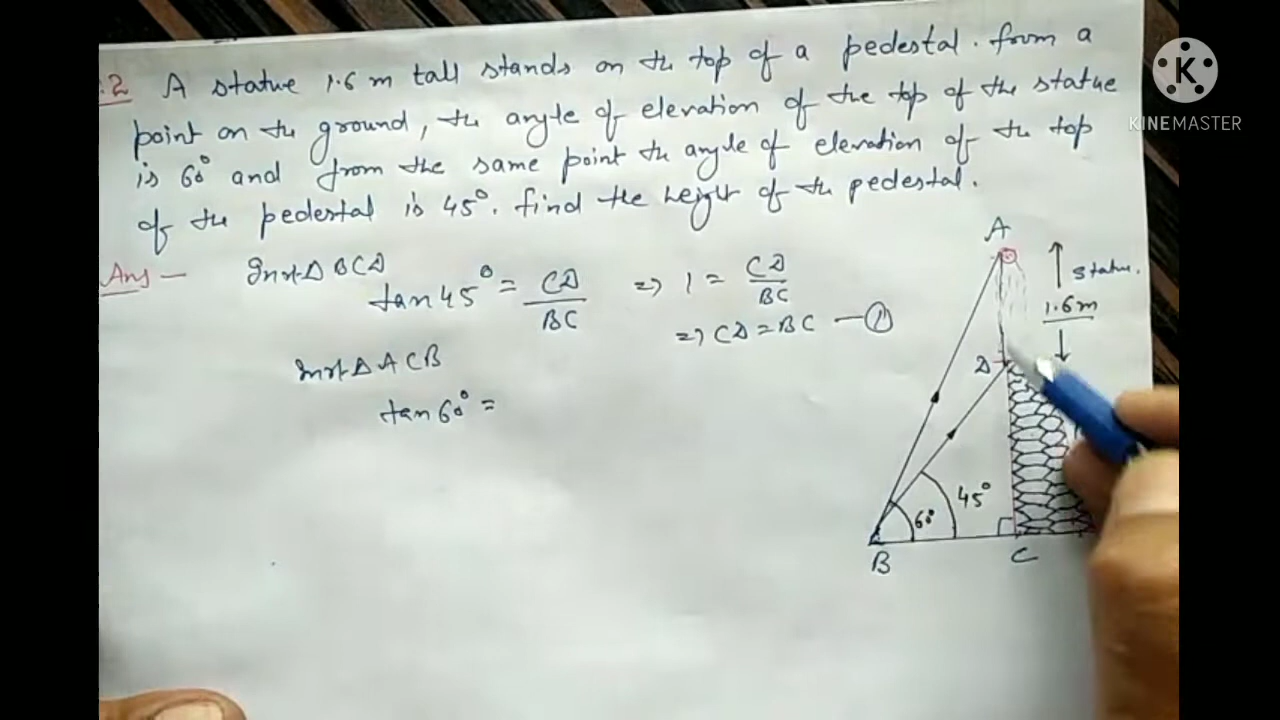 :2 A statue 1.6 m tall stands on the top of a pedestal. from a
point on the ground, the angle of elevation of the top of the statue
is 60° and from the same point the angle of elevation of the top
of the pedestal is 45°. find the height of the pedestal.
Ans — In rt Δ BCD
tan 45° = CD/BC => 1 = CD/BC
=> CD = BC — ①
In rt Δ ACB
tan 60° =
A
statue.
1.6m
D
45°
60°
B
C
K
KINEMASTER